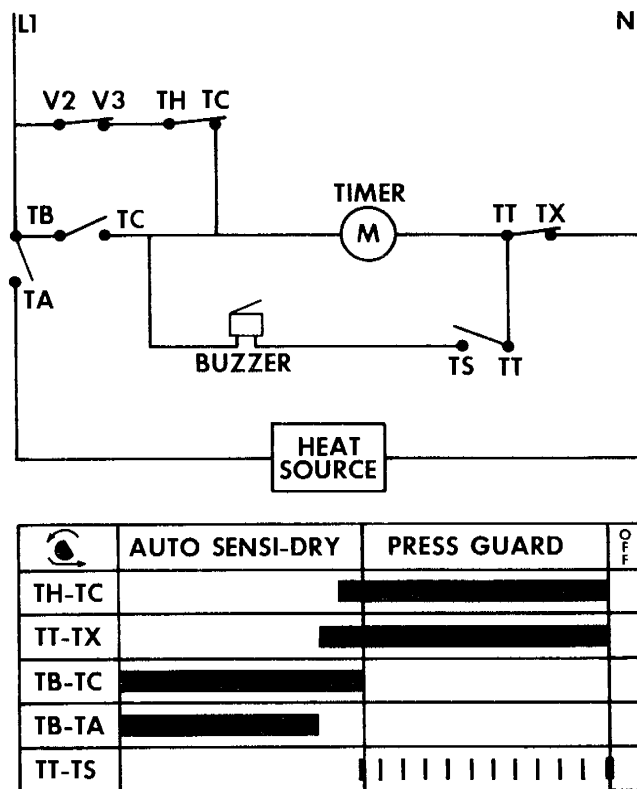 L1 N
V2 V3 TH TC
TIMER
TB TC M TT TX
TA
BUZZER TS TT
HEAT
SOURCE
AUTO SENSI-DRY PRESS GUARD OFF
TH-TC
TT-TX
TB-TC
TB-TA
TT-TS